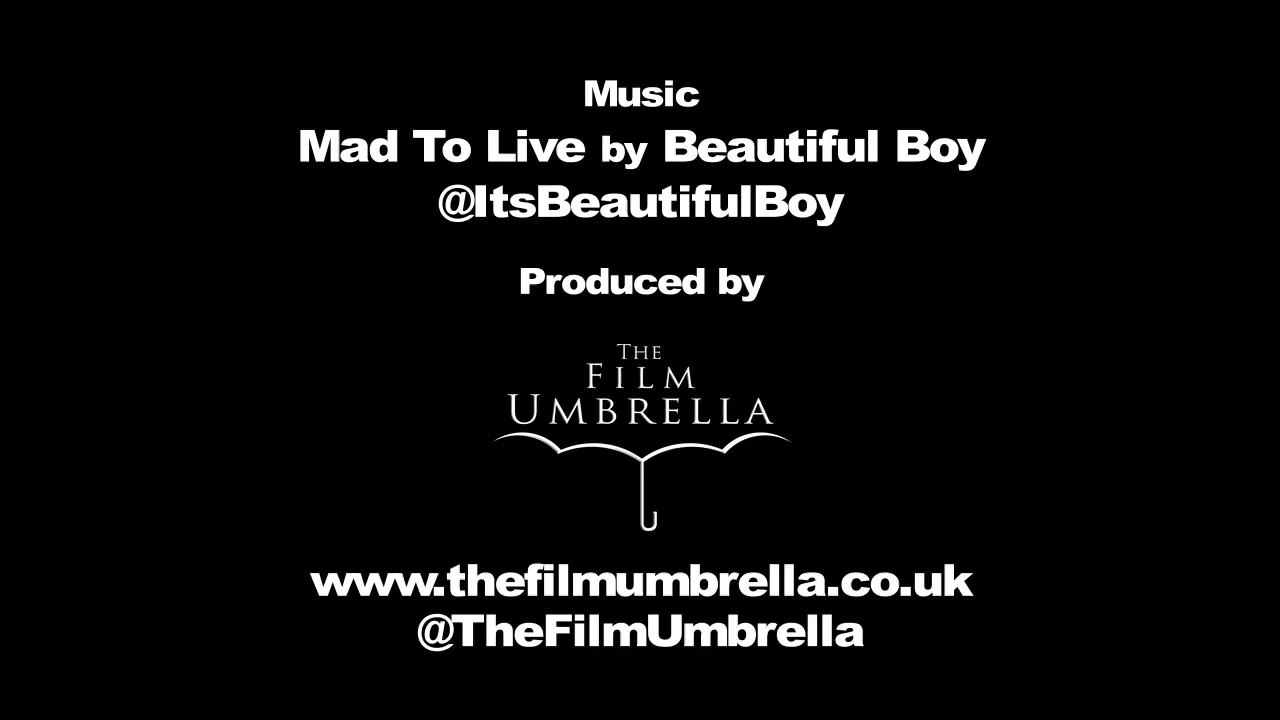 Music
Mad To Live by Beautiful Boy
@ItsBeautifulBoy
Produced by
THE
FILM
UMBRELLA
www.thefilmumbrella.co.uk
@TheFilmUmbrella